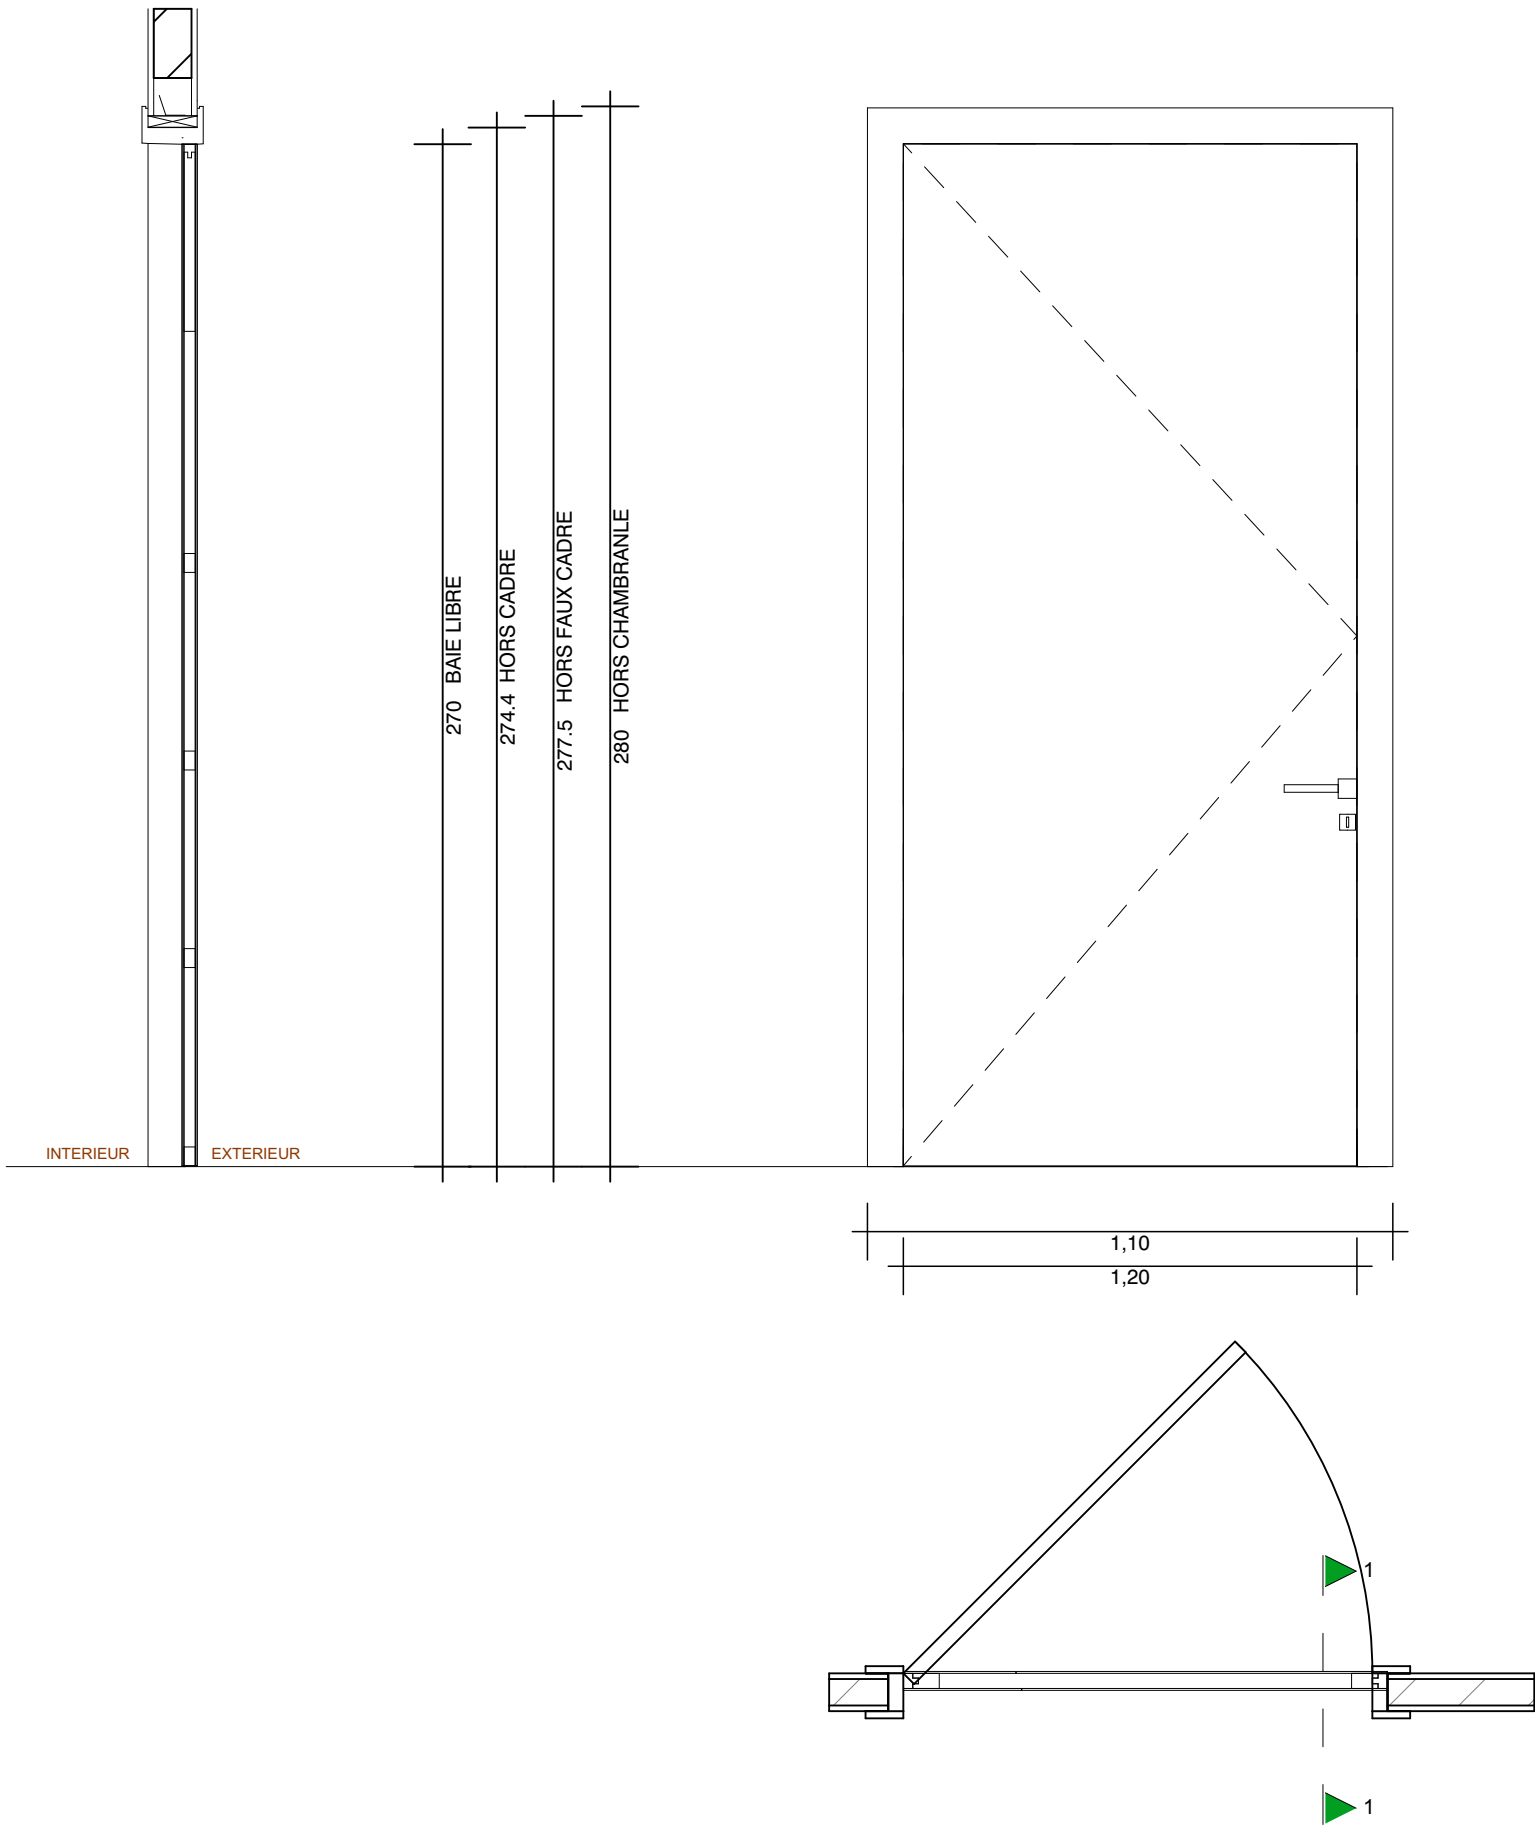 270 BAIE LIBRE
274.4 HORS CADRE
277.5 HORS FAUX CADRE
280 HORS CHAMBRANLE
INTERIEUR
EXTERIEUR
1,10
1,20
1
1